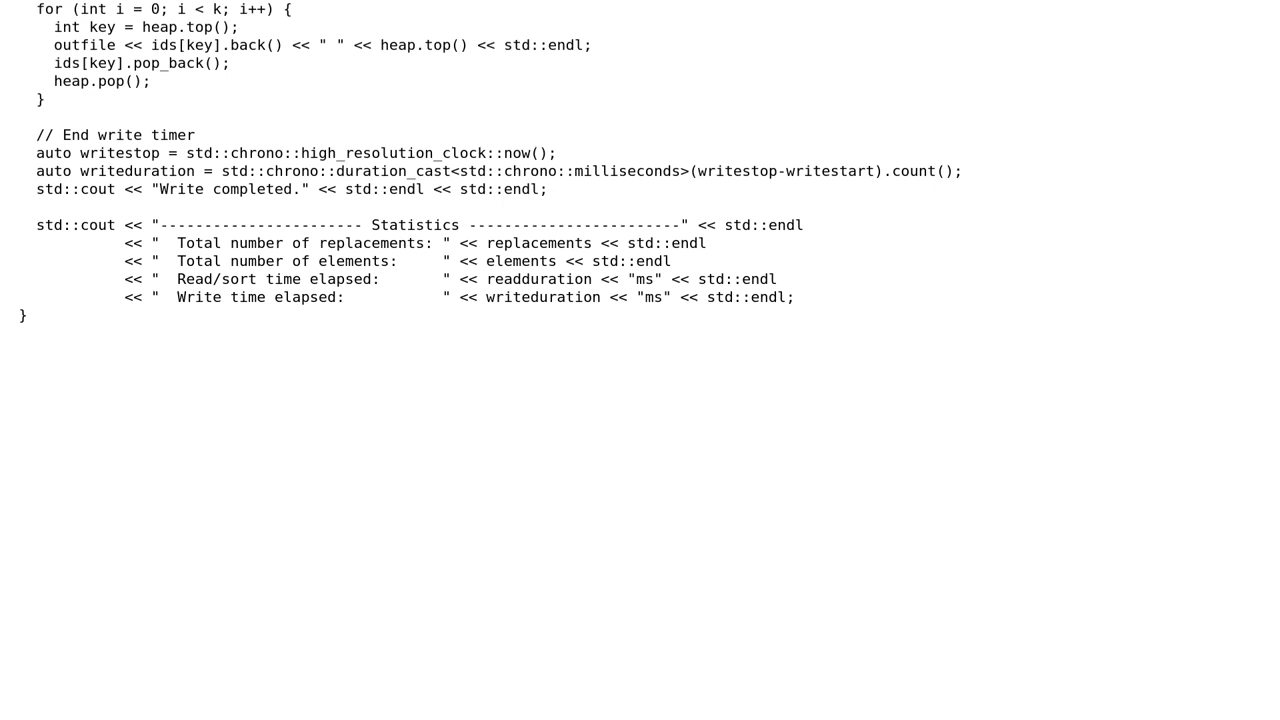 for (int i = 0; i < k; i++) {
    int key = heap.top();
    outfile << ids[key].back() << " " << heap.top() << std::endl;
    ids[key].pop_back();
    heap.pop();
  }

  // End write timer
  auto writestop = std::chrono::high_resolution_clock::now();
  auto writeduration = std::chrono::duration_cast<std::chrono::milliseconds>(writestop-writestart).count();
  std::cout << "Write completed." << std::endl << std::endl;

  std::cout << "----------------------- Statistics ------------------------" << std::endl
            << "  Total number of replacements: " << replacements << std::endl
            << "  Total number of elements:     " << elements << std::endl
            << "  Read/sort time elapsed:       " << readduration << "ms" << std::endl
            << "  Write time elapsed:           " << writeduration << "ms" << std::endl;
}